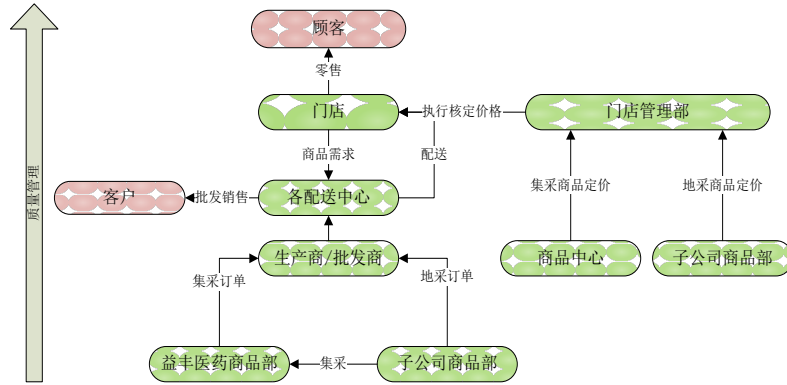 顾客
零售
门店
执行核定价格
门店管理部
商品需求
配送
质量管理
客户
批发销售
各配送中心
集采商品定价
地采商品定价
生产商/批发商
商品中心
子公司商品部
集采订单
地采订单
益丰医药商品部
集采
子公司商品部